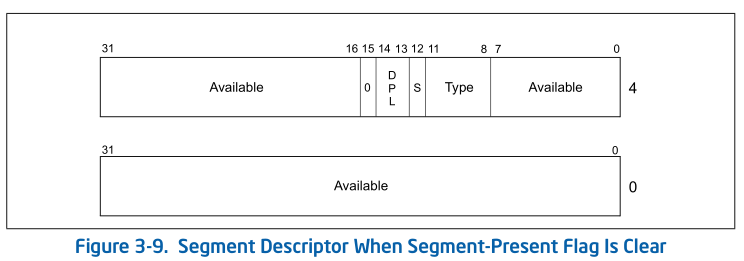 31 16 15 14 13 12 11 8 7 0
Available 0 D P L S Type Available 4
31 0
Available 0
Figure 3-9. Segment Descriptor When Segment-Present Flag Is Clear